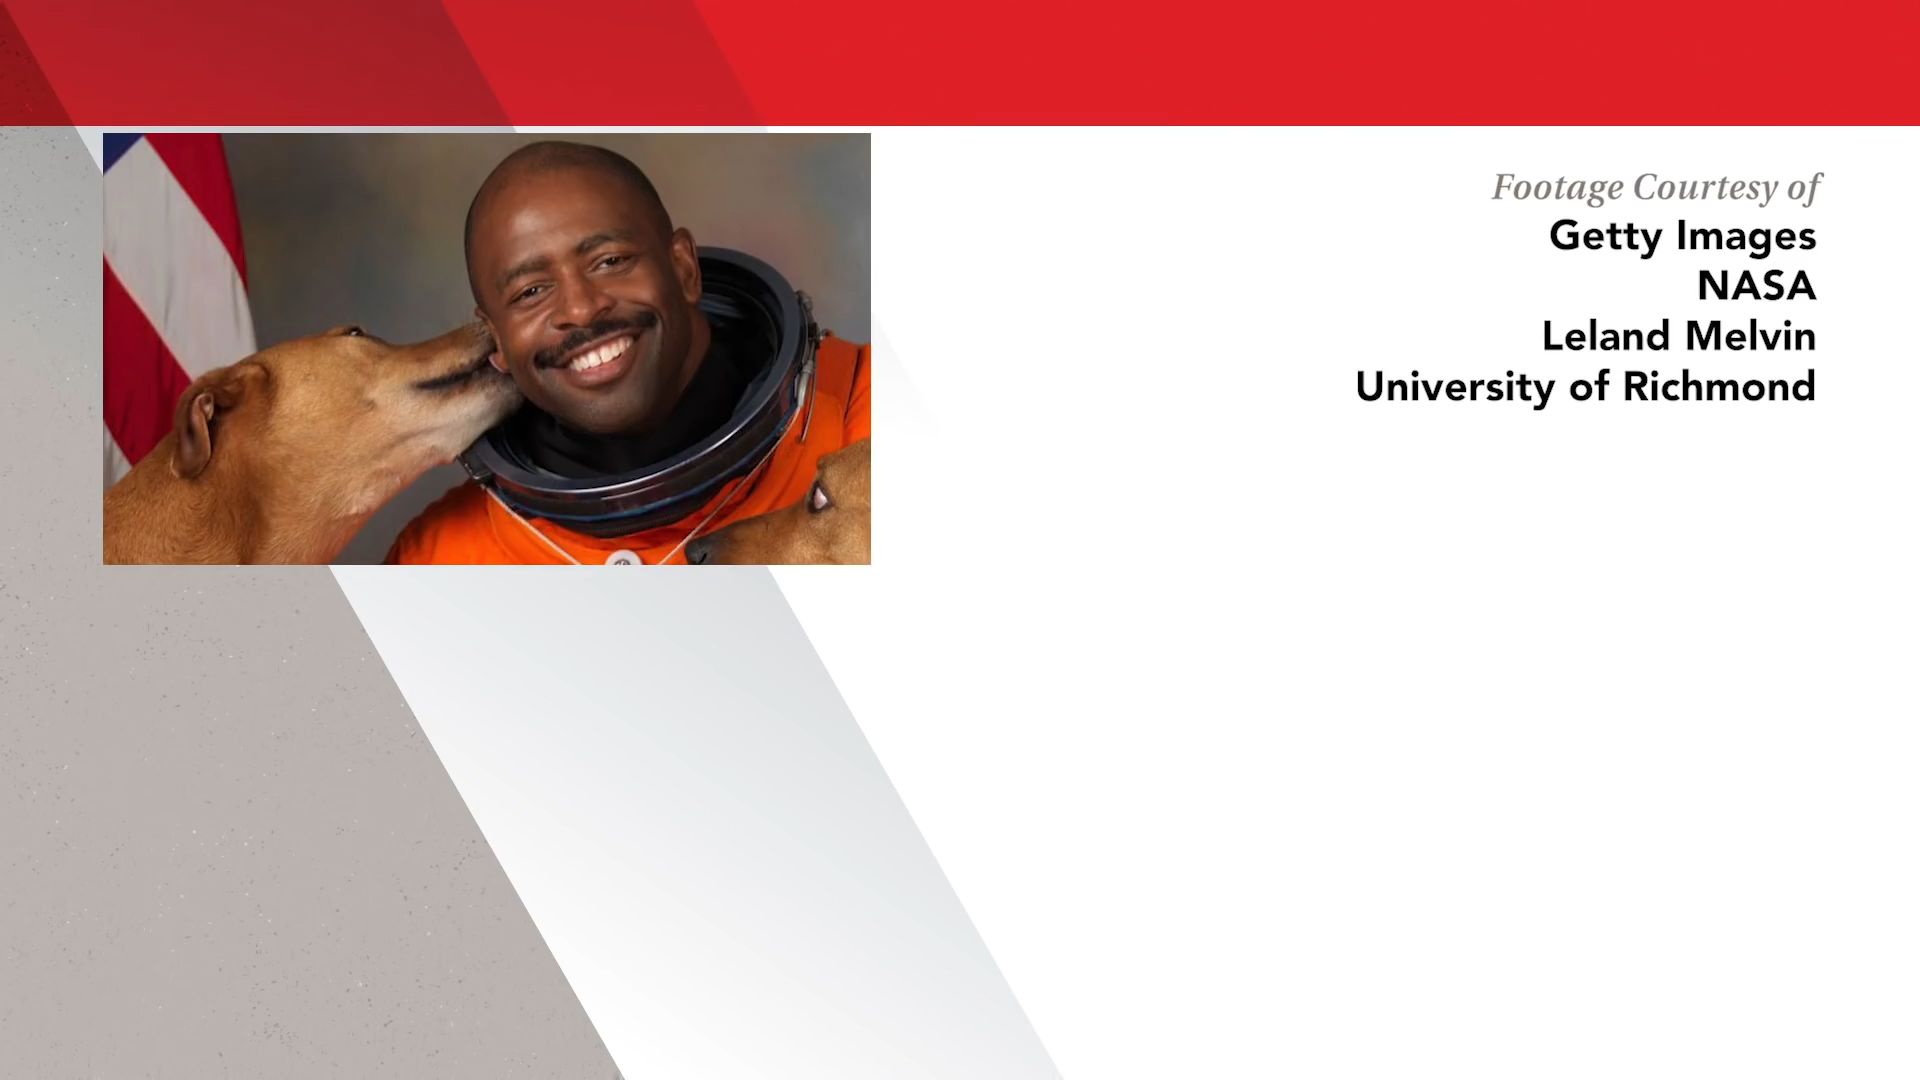 Footage Courtesy of
Getty Images
NASA
Leland Melvin
University of Richmond